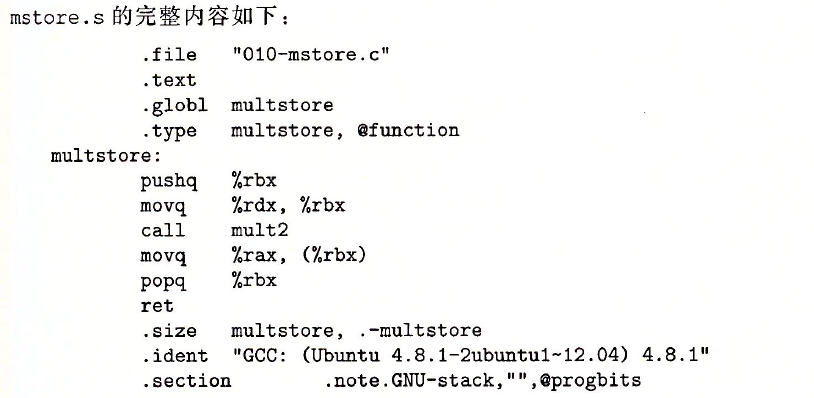 mstore.s 的完整内容如下：
.file "010-mstore.c"
.text
.globl multstore
.type multstore, @function
multstore:
pushq %rbx
movq %rdx, %rbx
call mult2
movq %rax, (%rbx)
popq %rbx
ret
.size multstore, .-multstore
.ident "GCC: (Ubuntu 4.8.1-2ubuntu1~12.04) 4.8.1"
.section .note.GNU-stack,"",@progbits